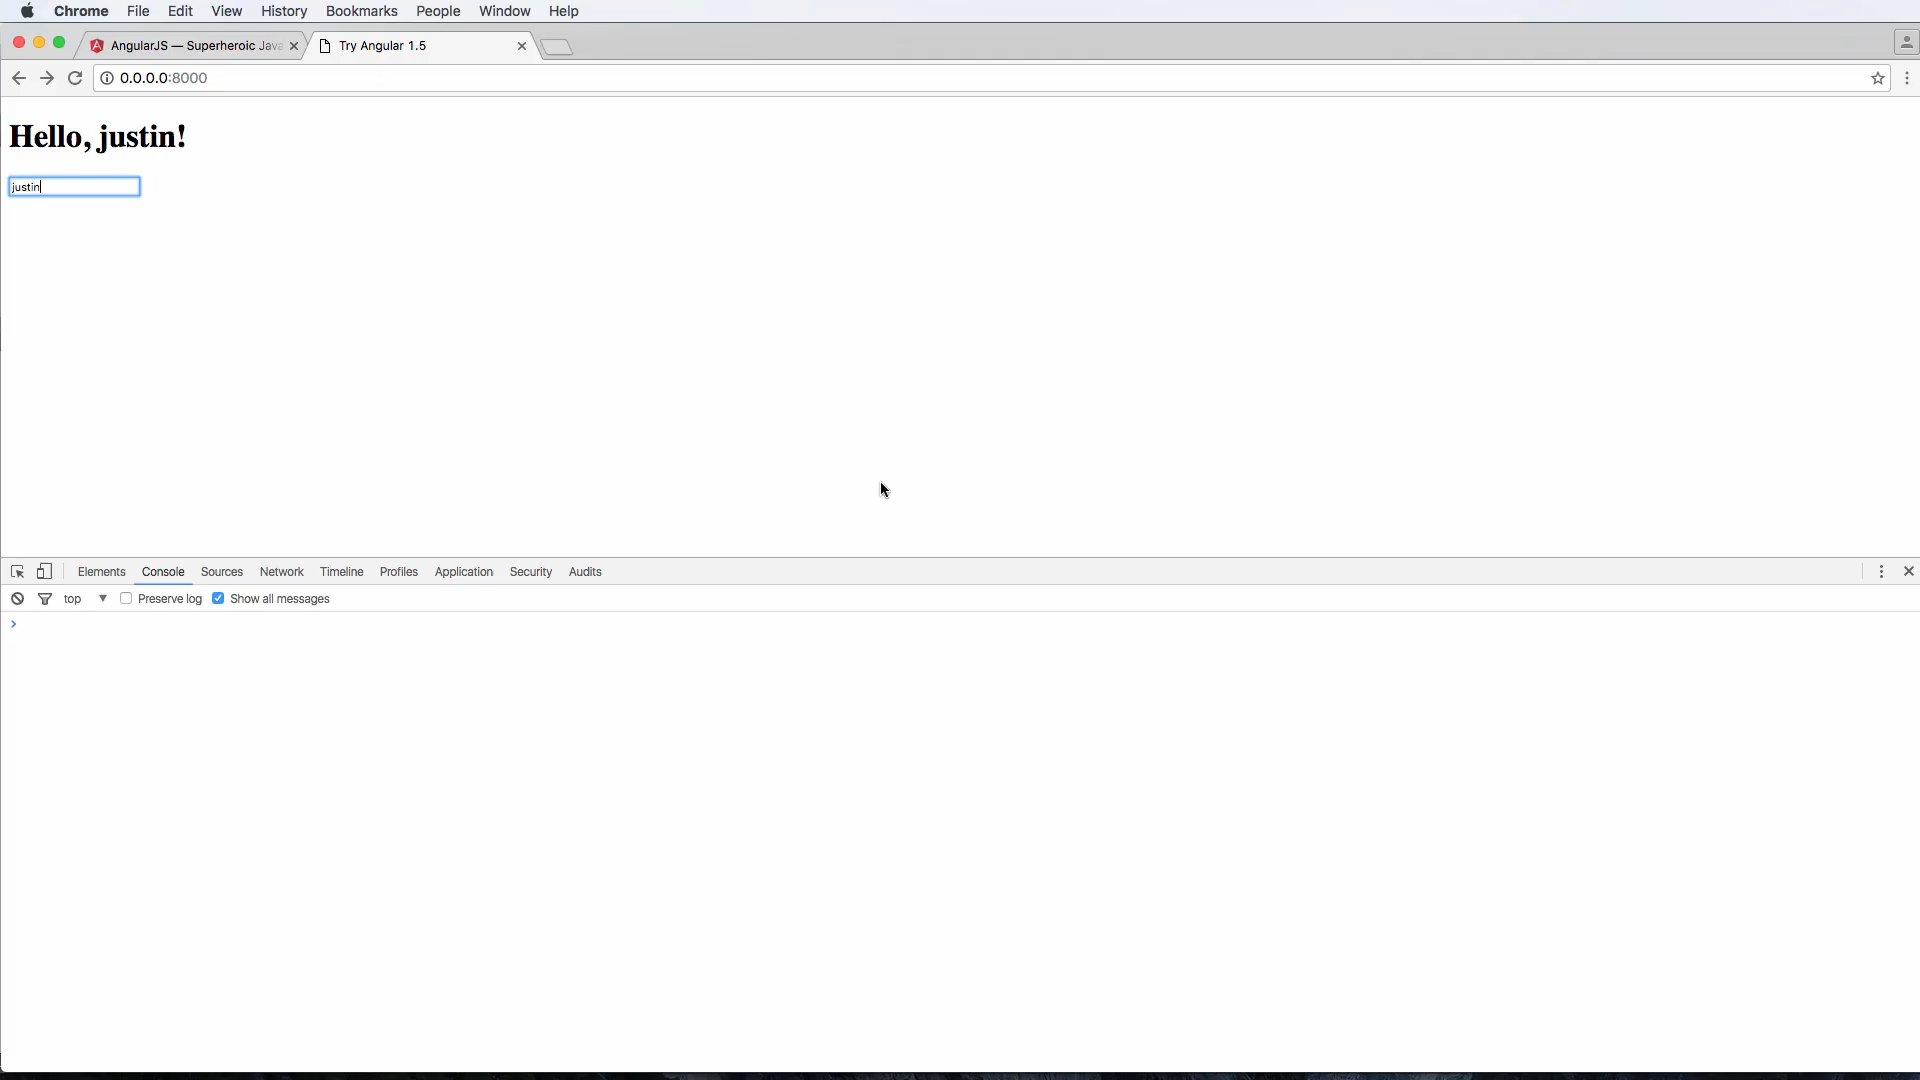 Chrome File Edit View History Bookmarks People Window Help
AngularJS — Superheroic Java
Try Angular 1.5
0.0.0.0:8000
Hello, justin!
justin
Elements Console Sources Network Timeline Profiles Application Security Audits
top Preserve log Show all messages